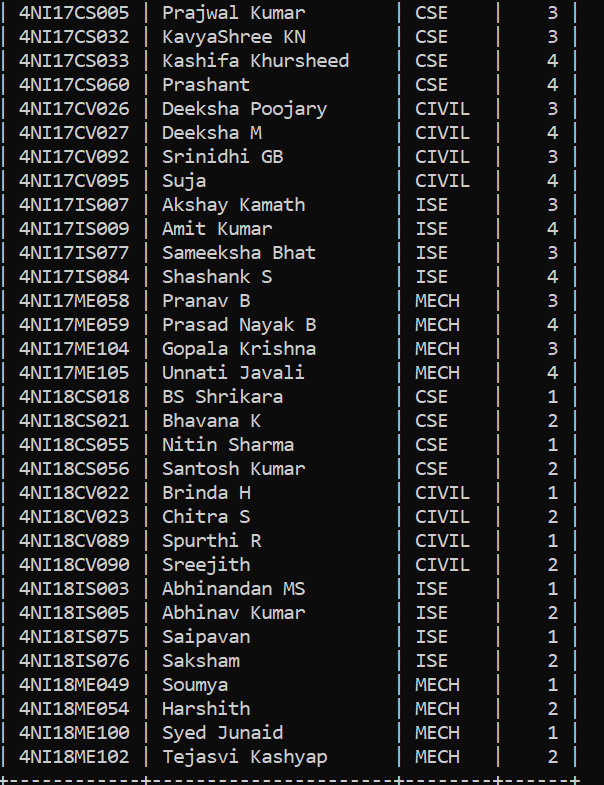 | 4NI17CS005 | Prajwal Kumar | CSE | 3 |
| 4NI17CS032 | KavyaShree KN | CSE | 3 |
| 4NI17CS033 | Kashifa Khursheed | CSE | 4 |
| 4NI17CS060 | Prashant | CSE | 4 |
| 4NI17CV026 | Deeksha Poojary | CIVIL | 3 |
| 4NI17CV027 | Deeksha M | CIVIL | 4 |
| 4NI17CV092 | Srinidhi GB | CIVIL | 3 |
| 4NI17CV095 | Suja | CIVIL | 4 |
| 4NI17IS007 | Akshay Kamath | ISE | 3 |
| 4NI17IS009 | Amit Kumar | ISE | 4 |
| 4NI17IS077 | Sameeksha Bhat | ISE | 3 |
| 4NI17IS084 | Shashank S | ISE | 4 |
| 4NI17ME058 | Pranav B | MECH | 3 |
| 4NI17ME059 | Prasad Nayak B | MECH | 4 |
| 4NI17ME104 | Gopala Krishna | MECH | 3 |
| 4NI17ME105 | Unnati Javali | MECH | 4 |
| 4NI18CS018 | BS Shrikara | CSE | 1 |
| 4NI18CS021 | Bhavana K | CSE | 2 |
| 4NI18CS055 | Nitin Sharma | CSE | 1 |
| 4NI18CS056 | Santosh Kumar | CSE | 2 |
| 4NI18CV022 | Brinda H | CIVIL | 1 |
| 4NI18CV023 | Chitra S | CIVIL | 2 |
| 4NI18CV089 | Spurthi R | CIVIL | 1 |
| 4NI18CV090 | Sreejith | CIVIL | 2 |
| 4NI18IS003 | Abhinandan MS | ISE | 1 |
| 4NI18IS005 | Abhinav Kumar | ISE | 2 |
| 4NI18IS075 | Saipavan | ISE | 1 |
| 4NI18IS076 | Saksham | ISE | 2 |
| 4NI18ME049 | Soumya | MECH | 1 |
| 4NI18ME054 | Harshith | MECH | 2 |
| 4NI18ME100 | Syed Junaid | MECH | 1 |
| 4NI18ME102 | Tejasvi Kashyap | MECH | 2 |
+------------+----------------------+--------+------+